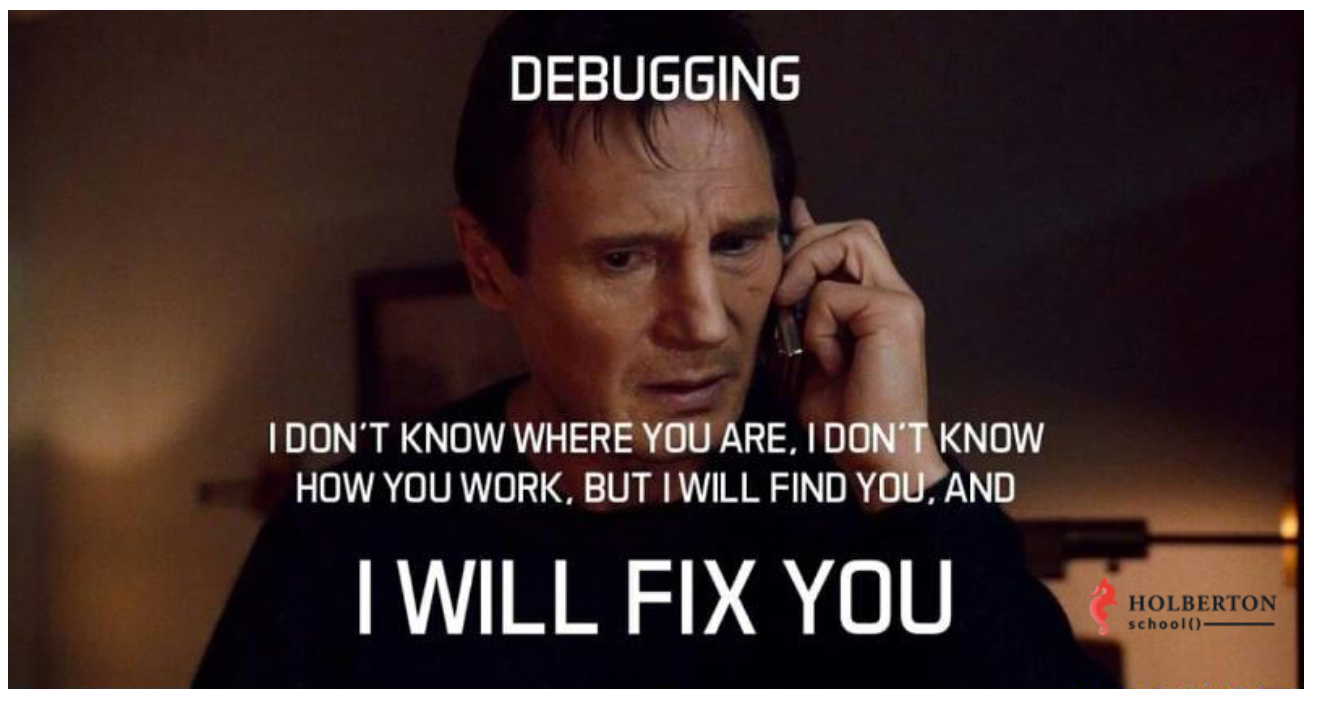 DEBUGGING
I DON'T KNOW WHERE YOU ARE, I DON'T KNOW
HOW YOU WORK, BUT I WILL FIND YOU, AND
I WILL FIX YOU
HOLBERTON
school()